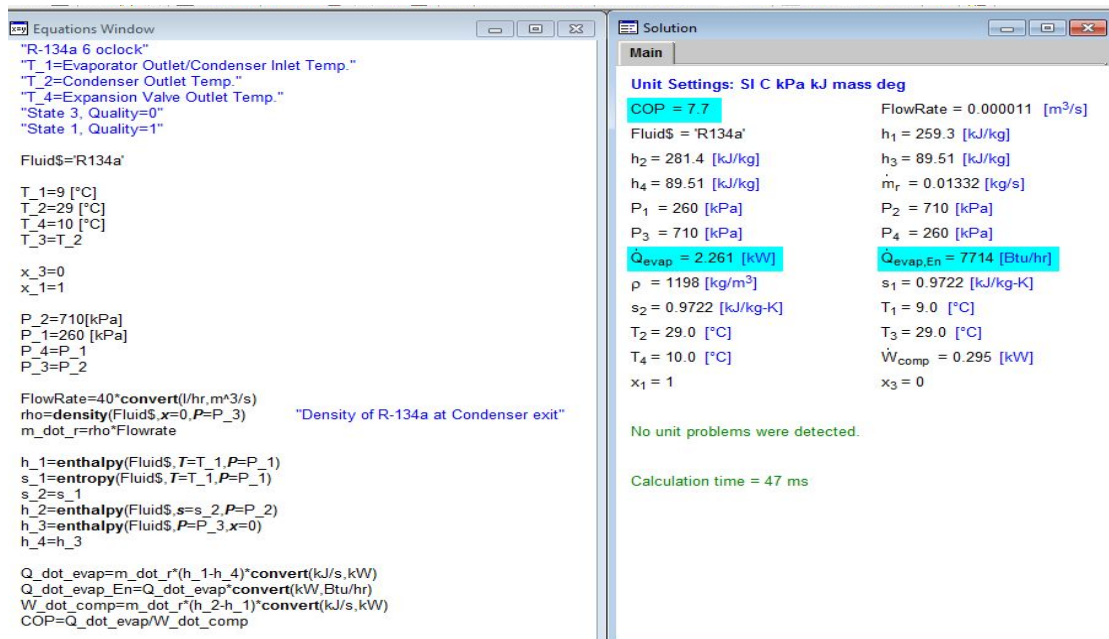 Equations Window
"R-134a 6 oclock"
"T_1=Evaporator Outlet/Condenser Inlet Temp."
"T_2=Condenser Outlet Temp."
"T_4=Expansion Valve Outlet Temp."
"State 3, Quality=0"
"State 1, Quality=1"
Fluid$='R134a'
T_1=9 [°C]
T_2=29 [°C]
T_4=10 [°C]
T_3=T_2
x_3=0
x_1=1
P_2=710[kPa]
P_1=260 [kPa]
P_4=P_1
P_3=P_2
FlowRate=40*convert(l/hr,m^3/s)
rho=density(Fluid$,x=0,P=P_3) "Density of R-134a at Condenser exit"
m_dot_r=rho*Flowrate
h_1=enthalpy(Fluid$,T=T_1,P=P_1)
s_1=entropy(Fluid$,T=T_1,P=P_1)
s_2=s_1
h_2=enthalpy(Fluid$,s=s_2,P=P_2)
h_3=enthalpy(Fluid$,P=P_3,x=0)
h_4=h_3
Q_dot_evap=m_dot_r*(h_1-h_4)*convert(kJ/s,kW)
Q_dot_evap_En=Q_dot_evap*convert(kW,Btu/hr)
W_dot_comp=m_dot_r*(h_2-h_1)*convert(kJ/s,kW)
COP=Q_dot_evap/W_dot_comp
Solution
Main
Unit Settings: SI C kPa kJ mass deg
COP = 7.7 FlowRate = 0.000011 [m³/s]
Fluid$ = 'R134a' h₁ = 259.3 [kJ/kg]
h₂ = 281.4 [kJ/kg] h₃ = 89.51 [kJ/kg]
h₄ = 89.51 [kJ/kg] ṁᵣ = 0.01332 [kg/s]
P₁ = 260 [kPa] P₂ = 710 [kPa]
P₃ = 710 [kPa] P₄ = 260 [kPa]
Q̇evap = 2.261 [kW] Q̇evap,En = 7714 [Btu/hr]
ρ = 1198 [kg/m³] s₁ = 0.9722 [kJ/kg-K]
s₂ = 0.9722 [kJ/kg-K] T₁ = 9.0 [°C]
T₂ = 29.0 [°C] T₃ = 29.0 [°C]
T₄ = 10.0 [°C] Ẇcomp = 0.295 [kW]
x₁ = 1 x₃ = 0
No unit problems were detected.
Calculation time = 47 ms